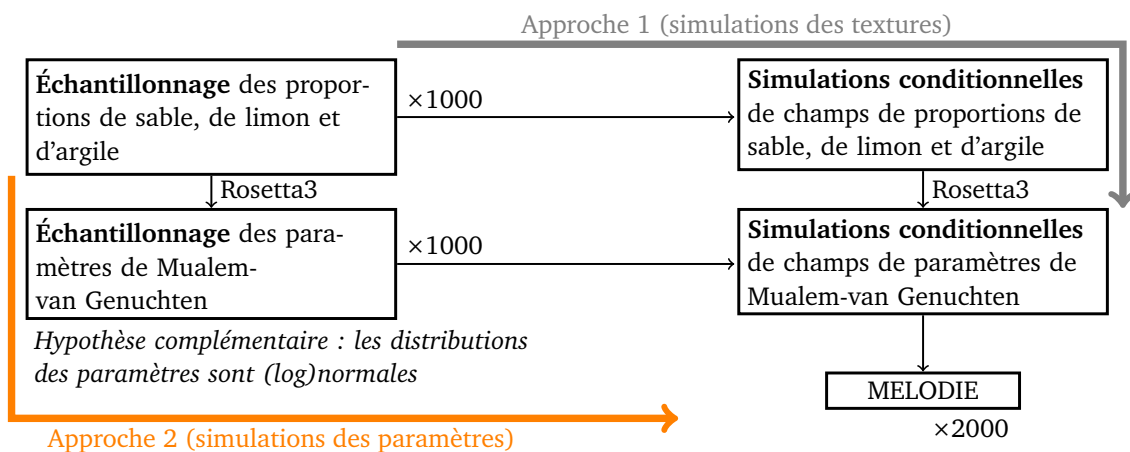 Approche 1 (simulations des textures)
Échantillonnage des propor-
tions de sable, de limon et
d'argile
×1000
Simulations conditionnelles
de champs de proportions de
sable, de limon et d'argile
Rosetta3
Rosetta3
Échantillonnage des para-
mètres de Mualem-
van Genuchten
×1000
Simulations conditionnelles
de champs de paramètres de
Mualem-van Genuchten
Hypothèse complémentaire : les distributions
des paramètres sont (log)normales
MELODIE
×2000
Approche 2 (simulations des paramètres)